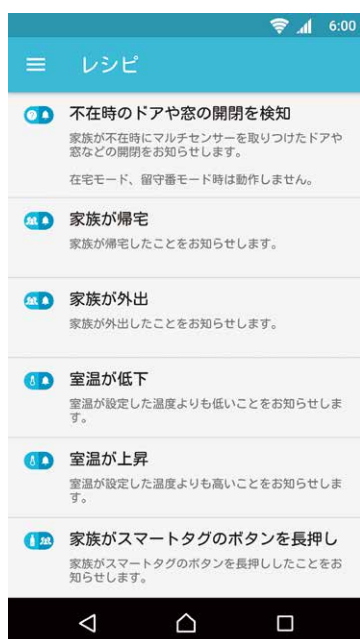 6:00
レシピ
不在時のドアや窓の開閉を検知
家族が不在時にマルチセンサーを取りつけたドアや
窓などの開閉をお知らせします。
在宅モード、留守番モード時は動作しません。
家族が帰宅
家族が帰宅したことをお知らせします。
家族が外出
家族が外出したことをお知らせします。
室温が低下
室温が設定した温度よりも低いことをお知らせしま
す。
室温が上昇
室温が設定した温度よりも高いことをお知らせしま
す。
家族がスマートタグのボタンを長押し
家族がスマートタグのボタンを長押ししたことをお
知らせします。